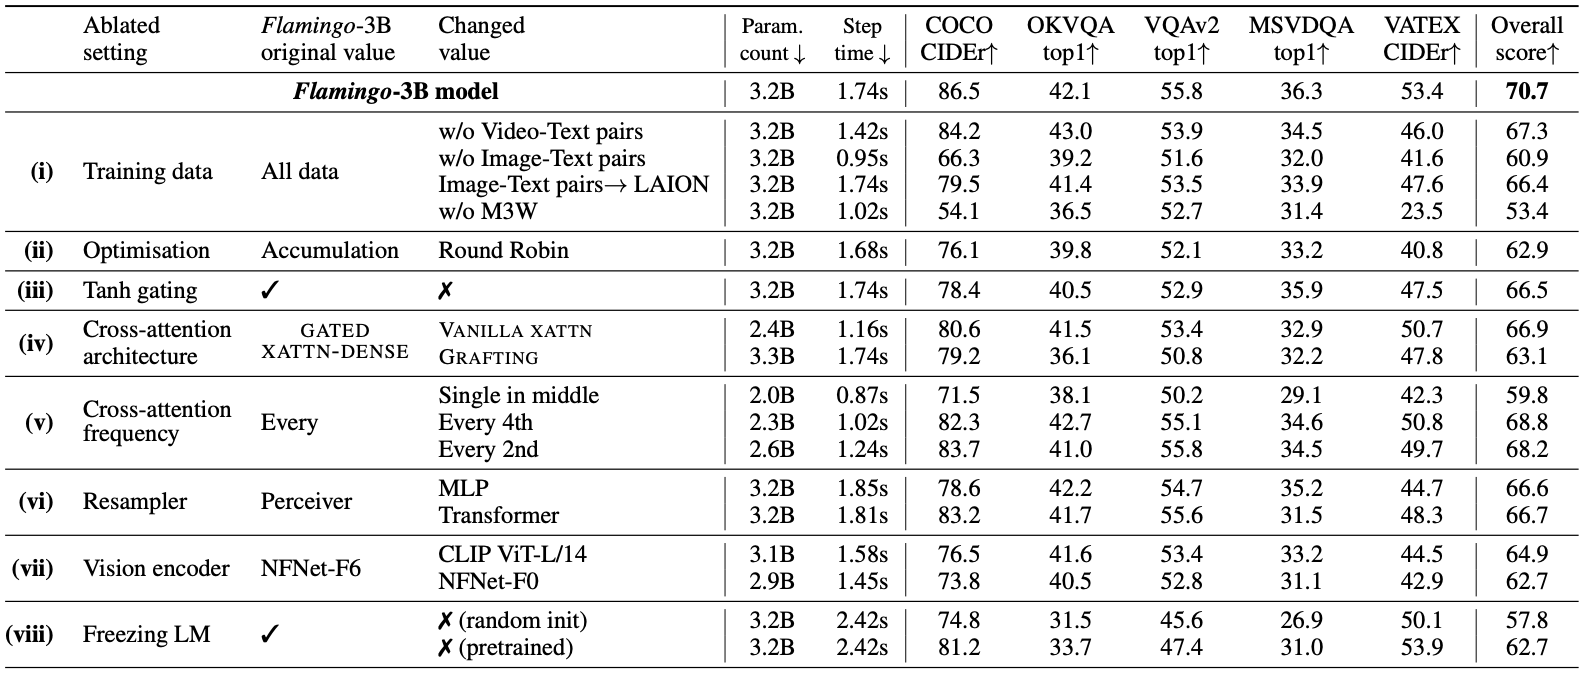 Ablated setting Flamingo-3B original value Changed value Param. count ↓ Step time ↓ COCO CIDEr↑ OKVQA top1↑ VQAv2 top1↑ MSVDQA top1↑ VATEX CIDEr↑ Overall score↑
Flamingo-3B model 3.2B 1.74s 86.5 42.1 55.8 36.3 53.4 70.7
(i) Training data All data w/o Video-Text pairs 3.2B 1.42s 84.2 43.0 53.9 34.5 46.0 67.3
w/o Image-Text pairs 3.2B 0.95s 66.3 39.2 51.6 32.0 41.6 60.9
Image-Text pairs→ LAION 3.2B 1.74s 79.5 41.4 53.5 33.9 47.6 66.4
w/o M3W 3.2B 1.02s 54.1 36.5 52.7 31.4 23.5 53.4
(ii) Optimisation Accumulation Round Robin 3.2B 1.68s 76.1 39.8 52.1 33.2 40.8 62.9
(iii) Tanh gating ✓ ✗ 3.2B 1.74s 78.4 40.5 52.9 35.9 47.5 66.5
(iv) Cross-attention architecture GATED XATTN-DENSE VANILLA XATTN 2.4B 1.16s 80.6 41.5 53.4 32.9 50.7 66.9
GRAFTING 3.3B 1.74s 79.2 36.1 50.8 32.2 47.8 63.1
(v) Cross-attention frequency Every Single in middle 2.0B 0.87s 71.5 38.1 50.2 29.1 42.3 59.8
Every 4th 2.3B 1.02s 82.3 42.7 55.1 34.6 50.8 68.8
Every 2nd 2.6B 1.24s 83.7 41.0 55.8 34.5 49.7 68.2
(vi) Resampler Perceiver MLP 3.2B 1.85s 78.6 42.2 54.7 35.2 44.7 66.6
Transformer 3.2B 1.81s 83.2 41.7 55.6 31.5 48.3 66.7
(vii) Vision encoder NFNet-F6 CLIP ViT-L/14 3.1B 1.58s 76.5 41.6 53.4 33.2 44.5 64.9
NFNet-F0 2.9B 1.45s 73.8 40.5 52.8 31.1 42.9 62.7
(viii) Freezing LM ✓ ✗ (random init) 3.2B 2.42s 74.8 31.5 45.6 26.9 50.1 57.8
✗ (pretrained) 3.2B 2.42s 81.2 33.7 47.4 31.0 53.9 62.7